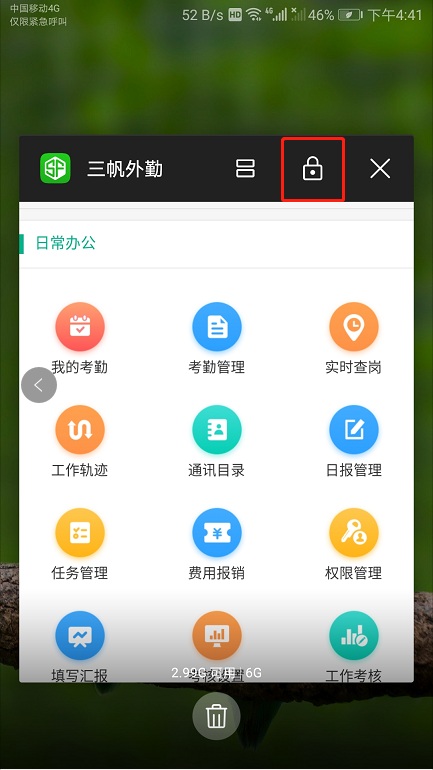 中国移动4G
仅限紧急呼叫
52 B/s HD 4G 46% 下午4:41
三帆外勤
日常办公
我的考勤 考勤管理 实时查岗
工作轨迹 通讯目录 日报管理
任务管理 费用报销 权限管理
填写汇报 考核设置 工作考核
2.99G 可用 6G